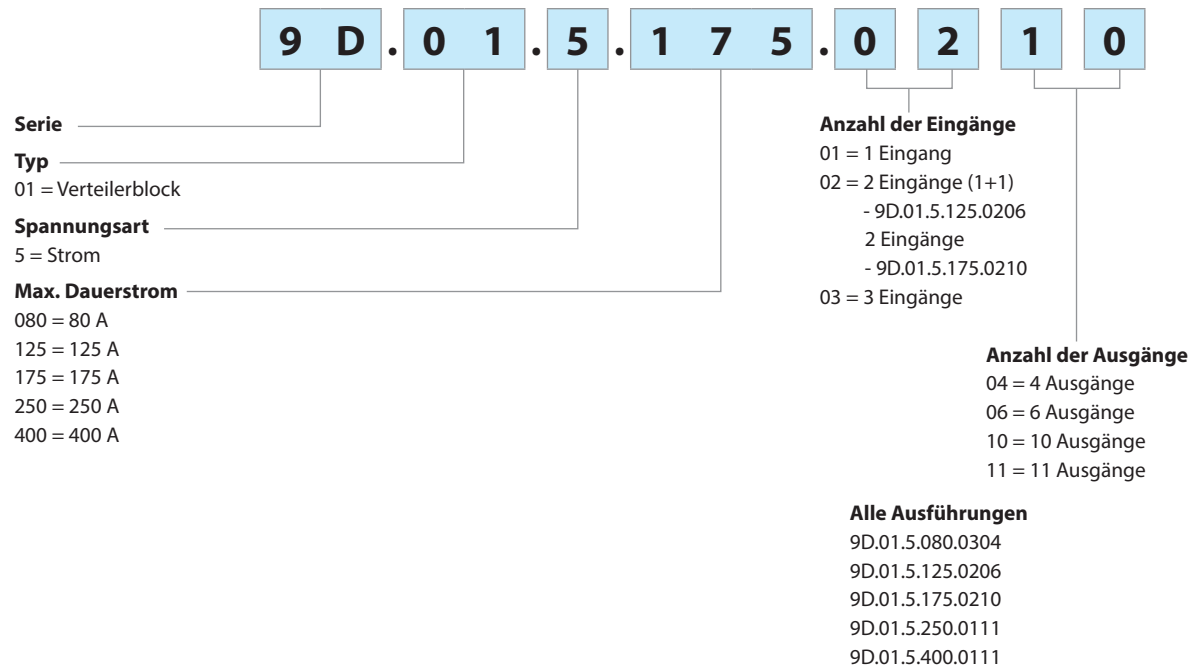 9 D . 0 1 . 5 . 1 7 5 . 0 2 1 0
Serie
Typ
01 = Verteilerblock
Spannungsart
5 = Strom
Max. Dauerstrom
080 = 80 A
125 = 125 A
175 = 175 A
250 = 250 A
400 = 400 A
Anzahl der Eingänge
01 = 1 Eingang
02 = 2 Eingänge (1+1)
- 9D.01.5.125.0206
2 Eingänge
- 9D.01.5.175.0210
03 = 3 Eingänge
Anzahl der Ausgänge
04 = 4 Ausgänge
06 = 6 Ausgänge
10 = 10 Ausgänge
11 = 11 Ausgänge
Alle Ausführungen
9D.01.5.080.0304
9D.01.5.125.0206
9D.01.5.175.0210
9D.01.5.250.0111
9D.01.5.400.0111